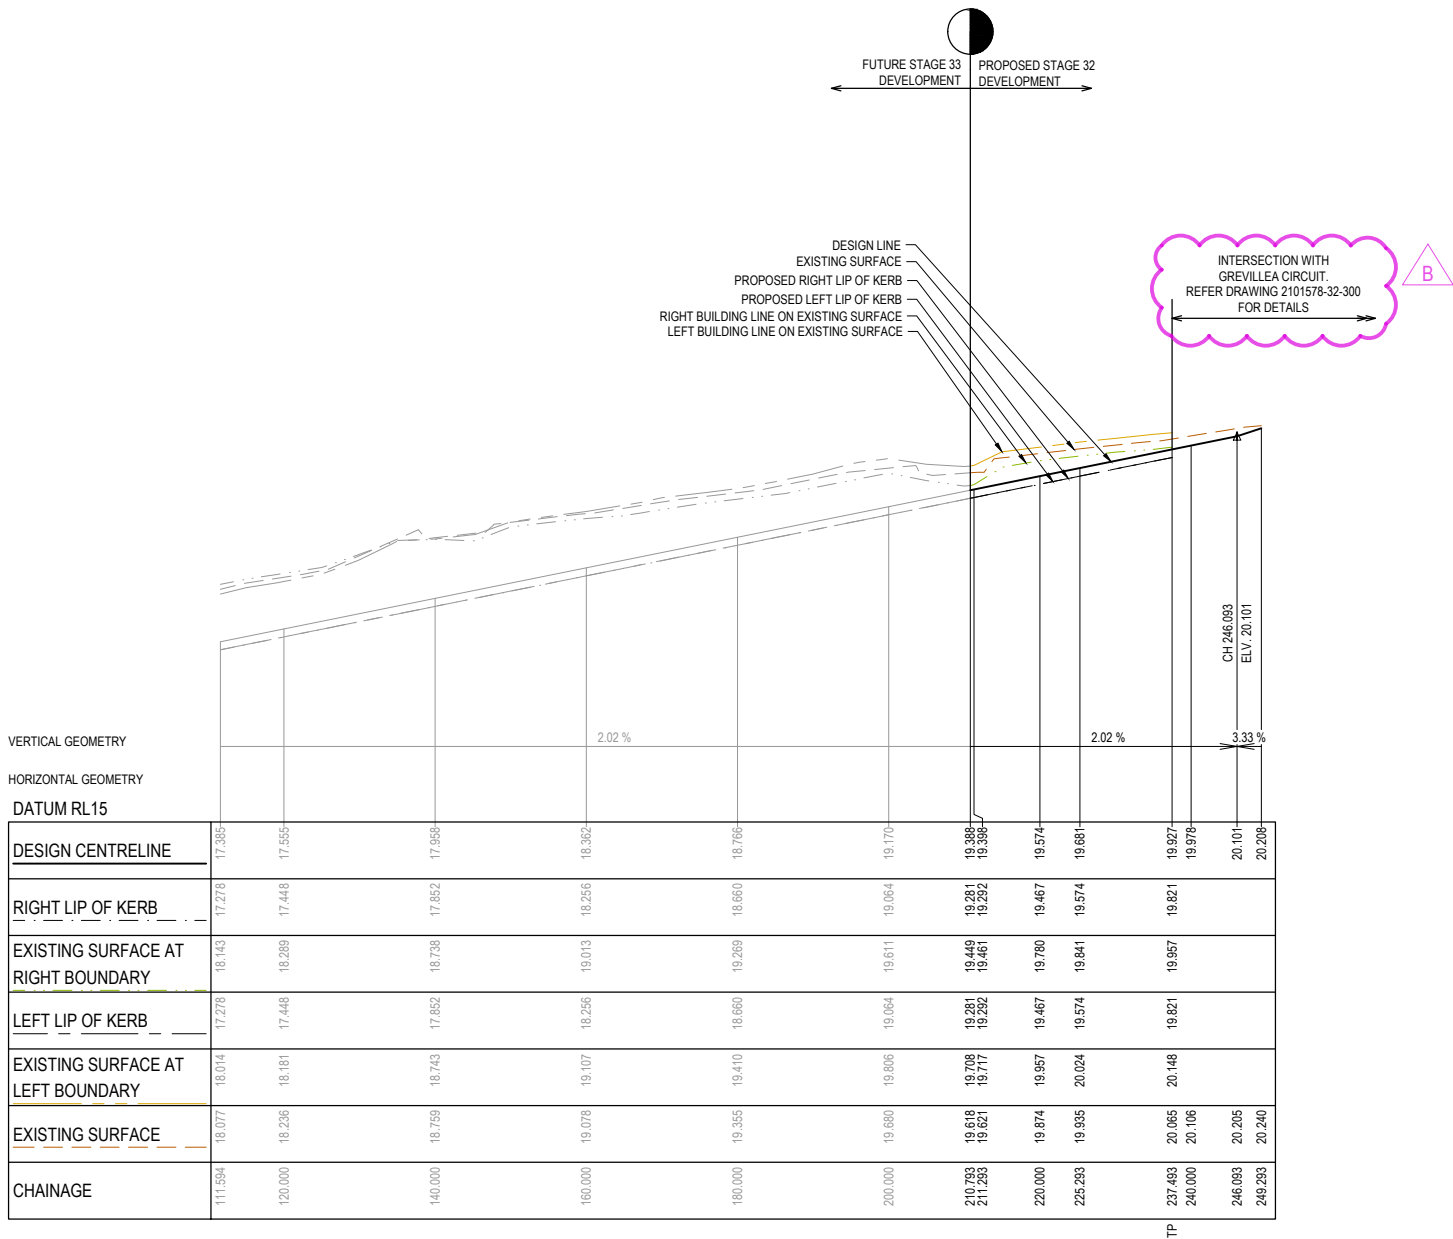 FUTURE STAGE 33
DEVELOPMENT
PROPOSED STAGE 32
DEVELOPMENT
DESIGN LINE
EXISTING SURFACE
PROPOSED RIGHT LIP OF KERB
PROPOSED LEFT LIP OF KERB
RIGHT BUILDING LINE ON EXISTING SURFACE
LEFT BUILDING LINE ON EXISTING SURFACE
INTERSECTION WITH
GREVILLEA CIRCUIT.
REFER DRAWING 2101578-32-300
FOR DETAILS
B
CH 246.093
ELV. 20.101
VERTICAL GEOMETRY 2.02 % 2.02 % 3.33 %
HORIZONTAL GEOMETRY
DATUM RL15
DESIGN CENTRELINE 17.385 17.555 17.958 18.362 18.766 19.170 19.388 19.398 19.574 19.681 19.927 19.978 20.101 20.208
RIGHT LIP OF KERB 17.278 17.448 17.852 18.256 18.660 19.064 19.281 19.292 19.467 19.574 19.821
EXISTING SURFACE AT
RIGHT BOUNDARY 18.143 18.289 18.738 19.013 19.269 19.611 19.449 19.461 19.780 19.841 19.957
LEFT LIP OF KERB 17.278 17.448 17.852 18.256 18.660 19.064 19.281 19.292 19.467 19.574 19.821
EXISTING SURFACE AT
LEFT BOUNDARY 18.014 18.181 18.743 19.107 19.410 19.806 19.708 19.717 19.957 20.024 20.148
EXISTING SURFACE 18.077 18.236 18.759 19.078 19.355 19.680 19.618 19.621 19.874 19.935 20.065 20.106 20.205 20.240
CHAINAGE 111.594 120.000 140.000 160.000 180.000 200.000 210.793 211.293 220.000 225.293 237.493 240.000 246.093 249.293
TP